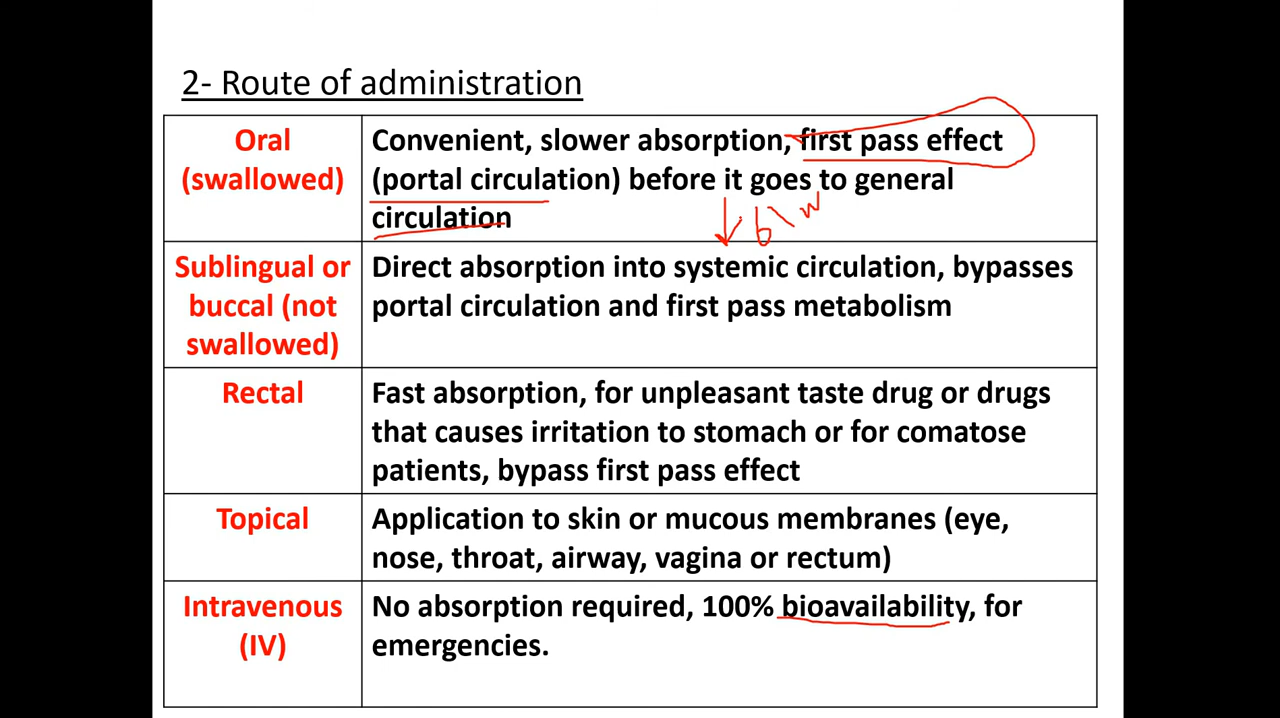 2- Route of administration
Oral
(swallowed)
Convenient, slower absorption, first pass effect
(portal circulation) before it goes to general
circulation
Sublingual or
buccal (not
swallowed)
Direct absorption into systemic circulation, bypasses
portal circulation and first pass metabolism
Rectal
Fast absorption, for unpleasant taste drug or drugs
that causes irritation to stomach or for comatose
patients, bypass first pass effect
Topical
Application to skin or mucous membranes (eye,
nose, throat, airway, vagina or rectum)
Intravenous
(IV)
No absorption required, 100% bioavailability, for
emergencies.